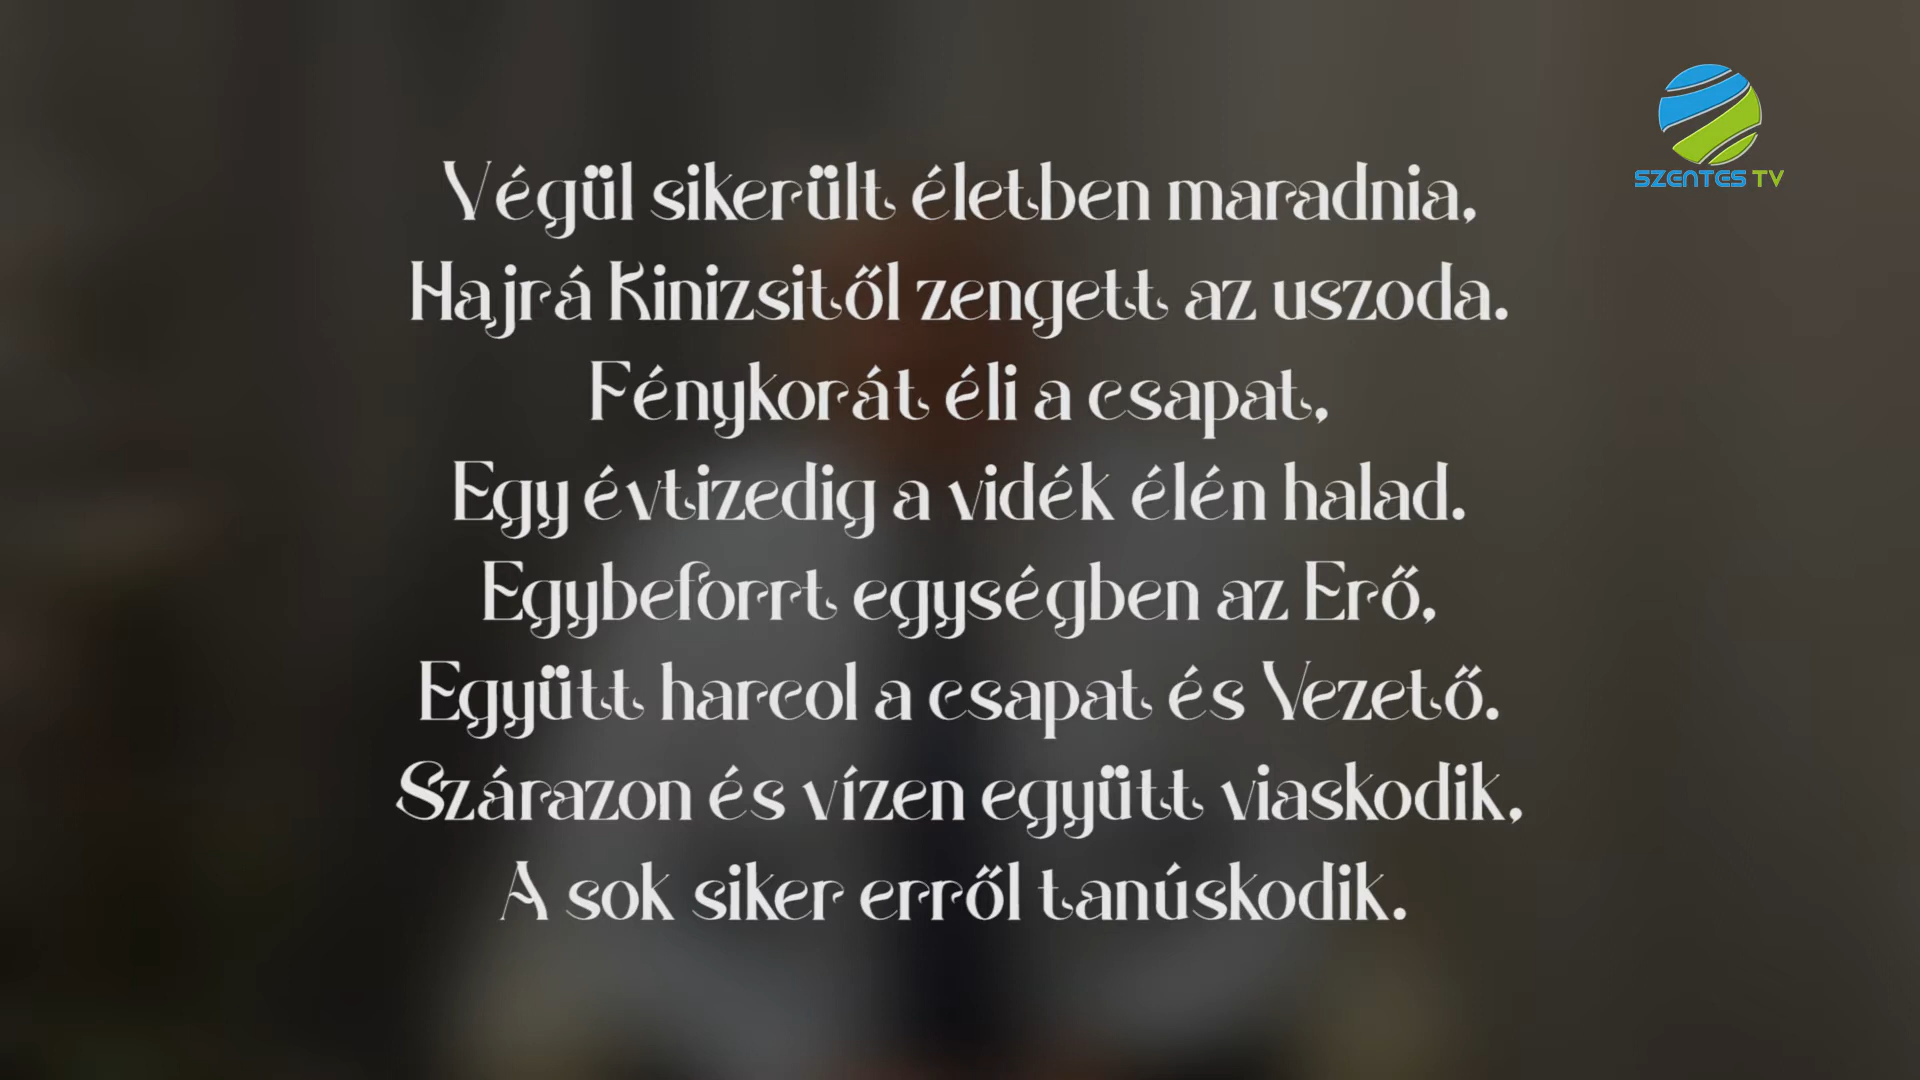 SZENTES TV
Végül sikerült életben maradnia,
Hajrá Kinizsitől zengett az uszoda.
Fénykorát éli a csapat,
Egy évtizedig a vidék élén halad.
Egybeforrt egységben az Erő,
Együtt harcol a csapat és Vezető.
Szárazon és vízen együtt viaskodik,
A sok siker erről tanúskodik.